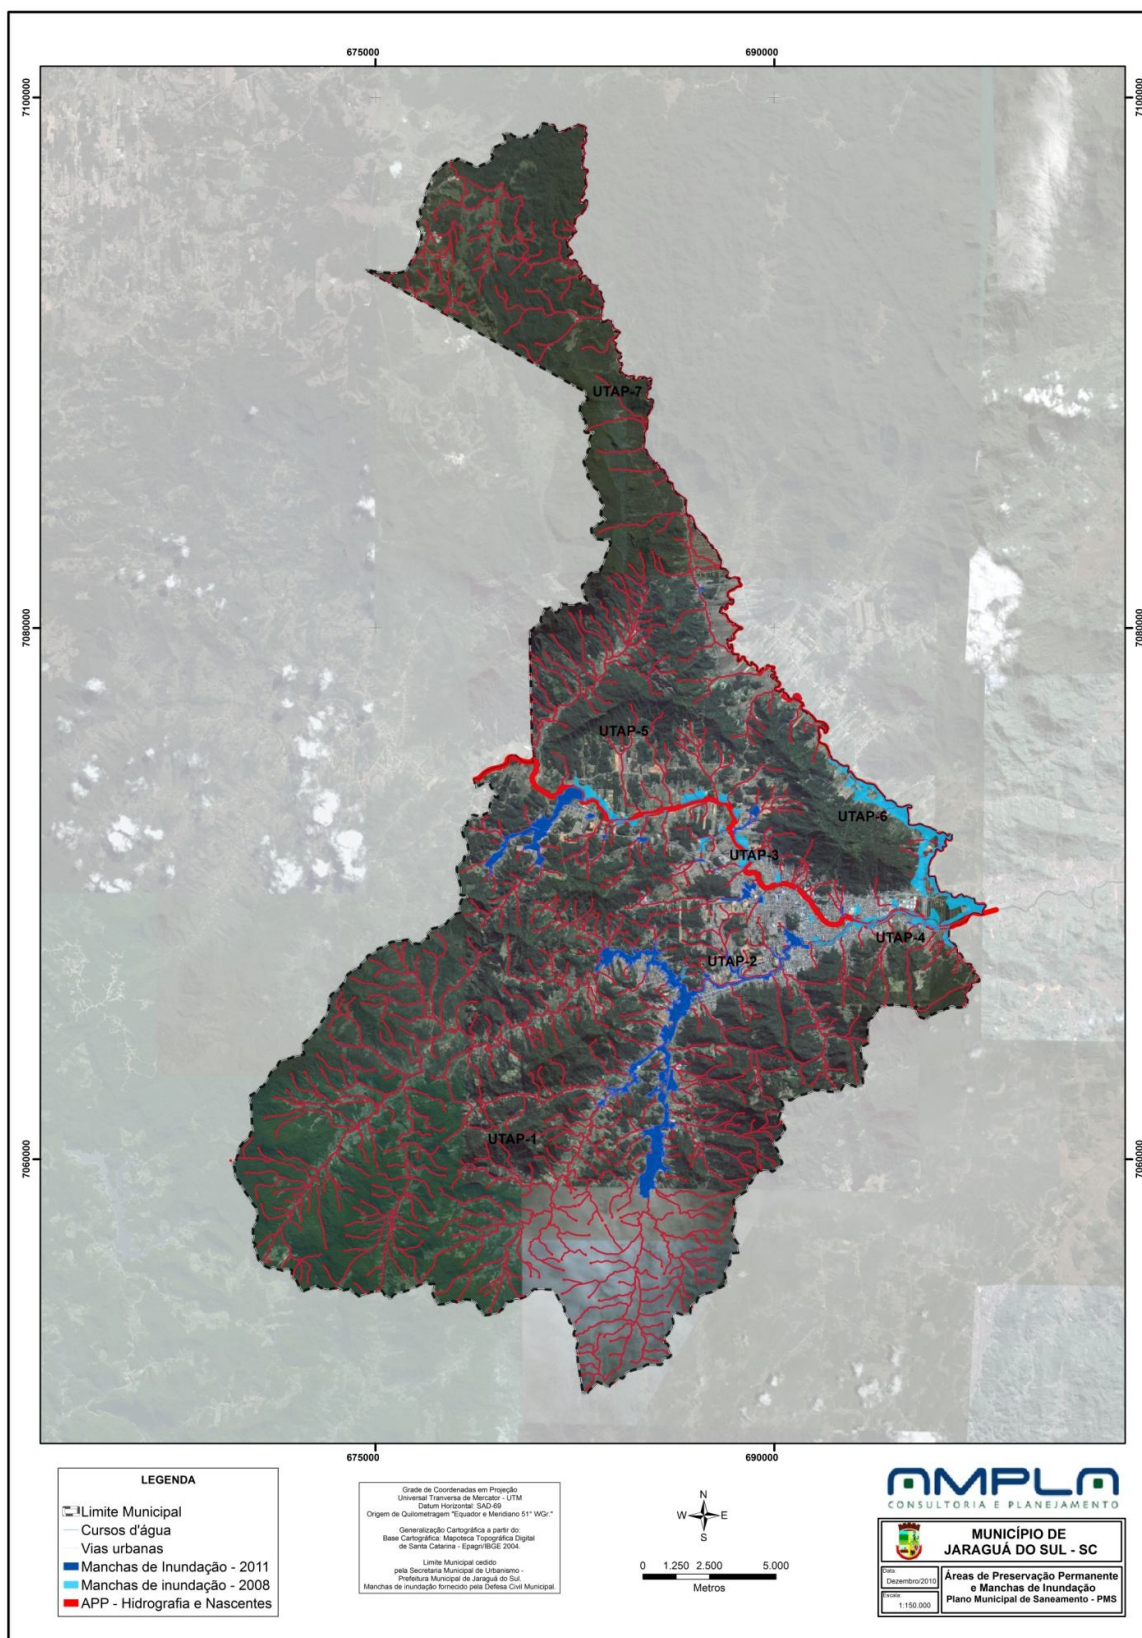 675000
690000
7100000
7100000
UTAP-7
7080000
7080000
UTAP-5
UTAP-6
UTAP-3
UTAP-4
UTAP-2
UTAP-1
7060000
7060000
675000
690000
LEGENDA
Limite Municipal
Cursos d'água
Vias urbanas
Manchas de Inundação - 2011
Manchas de inundação - 2008
APP - Hidrografia e Nascentes
Grade de Coordenadas em Projeção
Universal Tranversa de Mercator - UTM
Datum Horizontal: SAD-69
Origem de Quilometragem "Equador e Meridiano 51° WGr."
Generalização Cartográfica a partir do:
Base Cartográfica: Mapoteca Topográfica Digital
de Santa Catarina - Epagri/IBGE 2004.
Limite Municipal cedido
pela Secretaria Municipal de Urbanismo -
Prefeitura Municipal de Jaraguá do Sul.
Manchas de inundação fornecido pela Defesa Civil Municipal.
N
W E
S
0 1.250 2.500 5.000
Metros
AMPLA
CONSULTORIA E PLANEJAMENTO
MUNICÍPIO DE
JARAGUÁ DO SUL - SC
Data:
Dezembro/2010
Escala:
1:150.000
Áreas de Preservação Permanente
e Manchas de Inundação
Plano Municipal de Saneamento - PMS